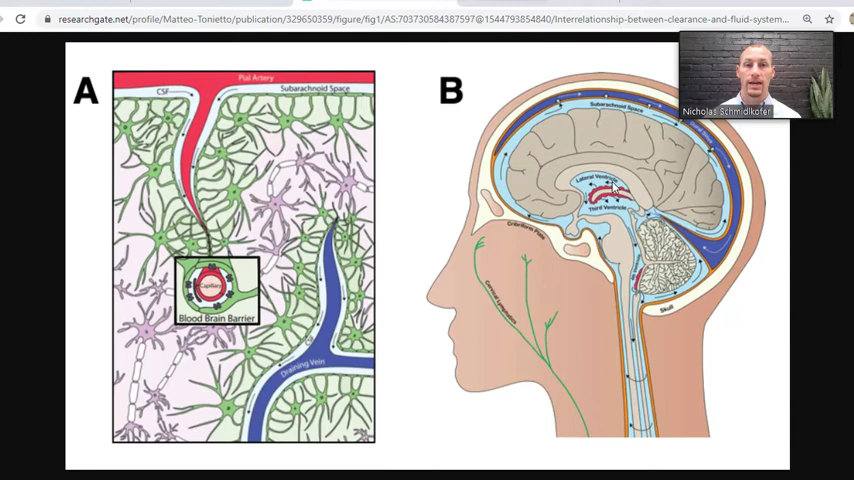 researchgate.net/profile/Matteo-Tonietto/publication/329650359/figure/fig1/AS:703730584387597@1544793854840/Interrelationship-between-clearance-and-fluid-system...
A
Pial Artery
CSF
Subarachnoid Space
Capillary
Blood Brain Barrier
Draining Vein
B
Subarachnoid Space
Lateral Ventricle
Third Ventricle
Cribriform Plate
Cervical Lymphatics
Skull
Nicholas Schmidlkofer